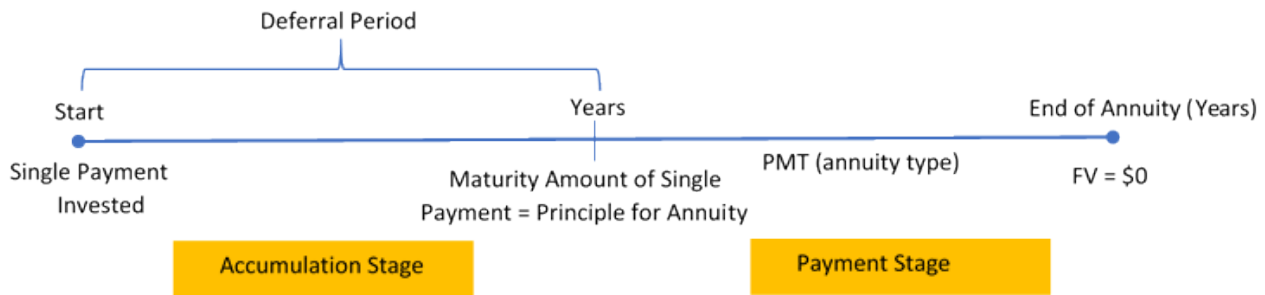 Deferral Period
Start
Years
End of Annuity (Years)
Single Payment
Invested
Maturity Amount of Single
Payment = Principle for Annuity
PMT (annuity type)
FV = $0
Accumulation Stage
Payment Stage